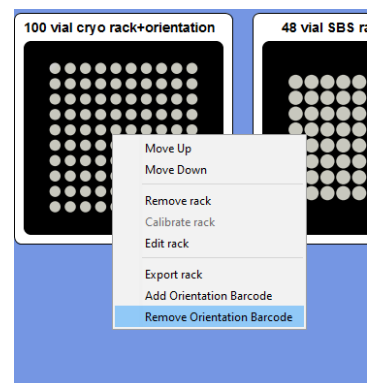 100 vial cryo rack+orientation
48 vial SBS ra
Move Up
Move Down
Remove rack
Calibrate rack
Edit rack
Export rack
Add Orientation Barcode
Remove Orientation Barcode